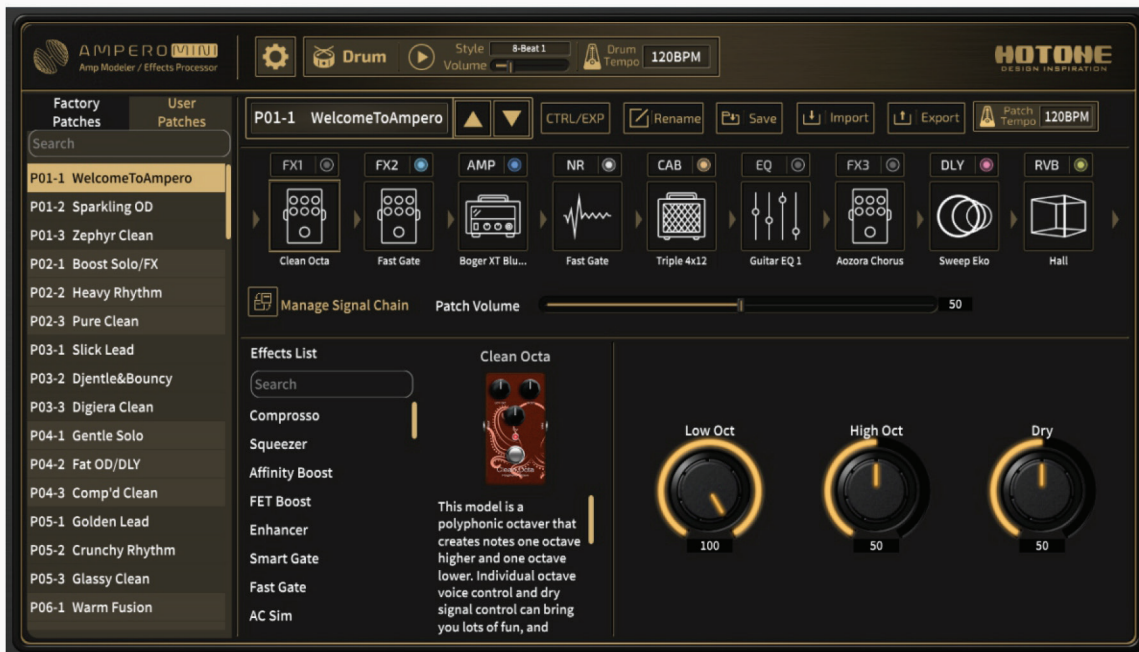 AMPERO MINI
Amp Modeler / Effects Processor
Drum
Style 8-Beat 1
Volume
Drum Tempo 120BPM
HOTONE
DESIGN INSPIRATION
Factory Patches
User Patches
Search
P01-1 WelcomeToAmpero
P01-2 Sparkling OD
P01-3 Zephyr Clean
P02-1 Boost Solo/FX
P02-2 Heavy Rhythm
P02-3 Pure Clean
P03-1 Slick Lead
P03-2 Djentle&Bouncy
P03-3 Digiera Clean
P04-1 Gentle Solo
P04-2 Fat OD/DLY
P04-3 Comp'd Clean
P05-1 Golden Lead
P05-2 Crunchy Rhythm
P05-3 Glassy Clean
P06-1 Warm Fusion
P01-1 WelcomeToAmpero
CTRL/EXP
Rename
Save
Import
Export
Patch Tempo 120BPM
FX1 FX2 AMP NR CAB EQ FX3 DLY RVB
Clean Octa Fast Gate Boger XT Blu... Fast Gate Triple 4x12 Guitar EQ 1 Aozora Chorus Sweep Eko Hall
Manage Signal Chain
Patch Volume 50
Effects List
Search
Comprosso
Squeezer
Affinity Boost
FET Boost
Enhancer
Smart Gate
Fast Gate
AC Sim
Clean Octa
Clean Octa
This model is a
polyphonic octaver that
creates notes one octave
higher and one octave
lower. Individual octave
voice control and dry
signal control can bring
you lots of fun, and
Low Oct High Oct Dry
100 50 50